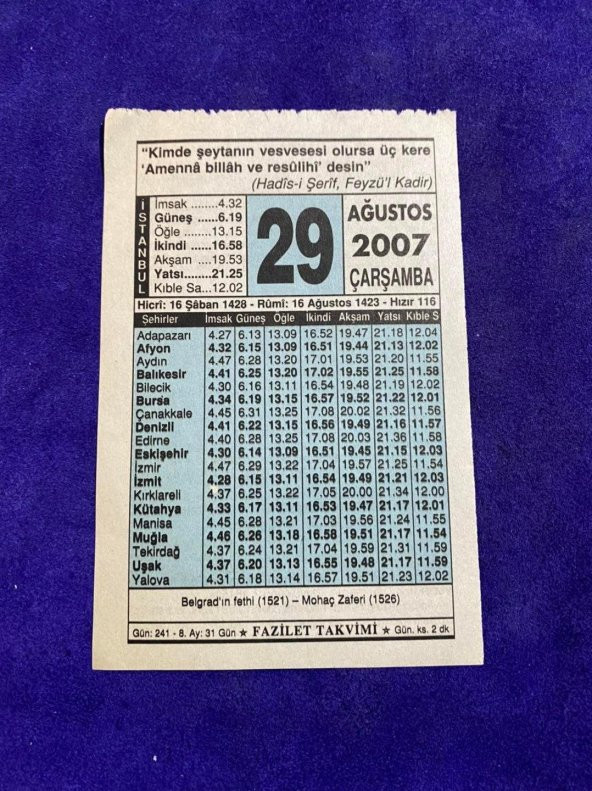 “Kimde şeytanın vesvesesi olursa üç kere
‘Amennâ billâh ve resûlihî’ desin”
(Hadîs-i Şerîf, Feyzü’l Kadir)
İSTANBUL
İmsak ........4.32
Güneş ......6.19
Öğle ........13.15
İkindi ......16.58
Akşam ....19.53
Yatsı........21.25
Kıble Sa...12.02
29
AĞUSTOS
2007
ÇARŞAMBA
Hicrî: 16 Şâban 1428 - Rûmî: 16 Ağustos 1423 - Hızır 116
Şehirler İmsak Güneş Öğle İkindi Akşam Yatsı Kıble S
Adapazarı 4.27 6.13 13.09 16.52 19.47 21.18 12.04
Afyon 4.32 6.15 13.09 16.51 19.44 21.13 12.02
Aydın 4.47 6.28 13.20 17.01 19.53 21.20 11.55
Balıkesir 4.41 6.25 13.20 17.02 19.55 21.25 11.58
Bilecik 4.30 6.16 13.11 16.54 19.48 21.19 12.02
Bursa 4.34 6.19 13.15 16.57 19.52 21.22 12.01
Çanakkale 4.45 6.31 13.25 17.08 20.02 21.32 11.56
Denizli 4.41 6.22 13.15 16.56 19.49 21.16 11.57
Edirne 4.40 6.28 13.25 17.08 20.03 21.36 11.58
Eskişehir 4.30 6.14 13.09 16.51 19.45 21.15 12.03
İzmir 4.47 6.29 13.22 17.04 19.57 21.25 11.54
İzmit 4.28 6.15 13.11 16.54 19.49 21.21 12.03
Kırklareli 4.37 6.25 13.22 17.05 20.00 21.34 12.00
Kütahya 4.33 6.17 13.11 16.53 19.47 21.17 12.01
Manisa 4.45 6.28 13.21 17.03 19.56 21.24 11.55
Muğla 4.46 6.26 13.18 16.58 19.51 21.17 11.54
Tekirdağ 4.37 6.24 13.21 17.04 19.59 21.31 11.59
Uşak 4.37 6.20 13.13 16.55 19.48 21.17 11.59
Yalova 4.31 6.18 13.14 16.57 19.51 21.23 12.02
Belgrad’ın fethi (1521) – Mohaç Zaferi (1526)
Gün: 241 - 8. Ay: 31 Gün ★ FAZİLET TAKVİMİ ★ Gün. ks. 2 dk